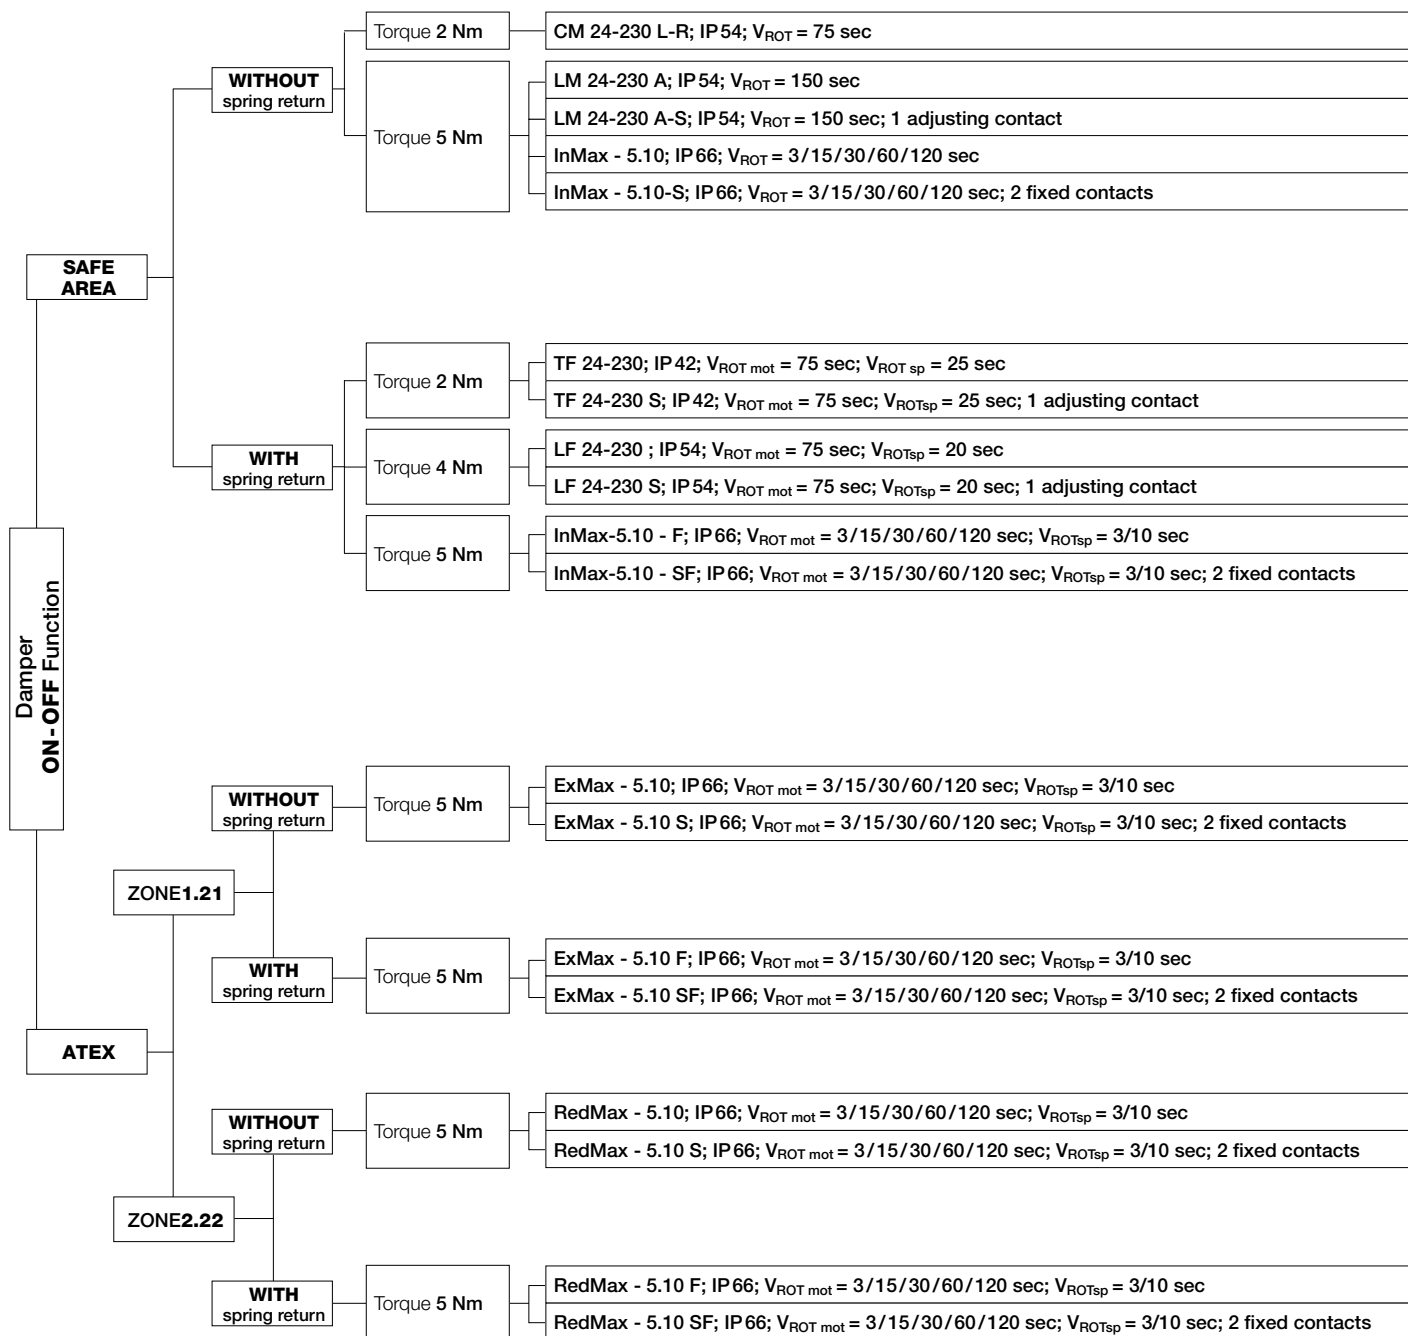 Damper
ON-OFF Function
SAFE
AREA
WITHOUT
spring return
Torque 2 Nm
CM 24-230 L-R; IP54; VROT = 75 sec
Torque 5 Nm
LM 24-230 A; IP54; VROT = 150 sec
LM 24-230 A-S; IP54; VROT = 150 sec; 1 adjusting contact
InMax - 5.10; IP66; VROT = 3/15/30/60/120 sec
InMax - 5.10-S; IP66; VROT = 3/15/30/60/120 sec; 2 fixed contacts
WITH
spring return
Torque 2 Nm
TF 24-230; IP42; VROT mot = 75 sec; VROT sp = 25 sec
TF 24-230 S; IP42; VROT mot = 75 sec; VROTsp = 25 sec; 1 adjusting contact
Torque 4 Nm
LF 24-230 ; IP54; VROT mot = 75 sec; VROTsp = 20 sec
LF 24-230 S; IP54; VROT mot = 75 sec; VROTsp = 20 sec; 1 adjusting contact
Torque 5 Nm
InMax-5.10 - F; IP66; VROT mot = 3/15/30/60/120 sec; VROTsp = 3/10 sec
InMax-5.10 - SF; IP66; VROT mot = 3/15/30/60/120 sec; VROTsp = 3/10 sec; 2 fixed contacts
ATEX
ZONE1.21
WITHOUT
spring return
Torque 5 Nm
ExMax - 5.10; IP66; VROT mot = 3/15/30/60/120 sec; VROTsp = 3/10 sec
ExMax - 5.10 S; IP66; VROT mot = 3/15/30/60/120 sec; VROTsp = 3/10 sec; 2 fixed contacts
WITH
spring return
Torque 5 Nm
ExMax - 5.10 F; IP66; VROT mot = 3/15/30/60/120 sec; VROTsp = 3/10 sec
ExMax - 5.10 SF; IP66; VROT mot = 3/15/30/60/120 sec; VROTsp = 3/10 sec; 2 fixed contacts
ZONE2.22
WITHOUT
spring return
Torque 5 Nm
RedMax - 5.10; IP66; VROT mot = 3/15/30/60/120 sec; VROTsp = 3/10 sec
RedMax - 5.10 S; IP66; VROT mot = 3/15/30/60/120 sec; VROTsp = 3/10 sec; 2 fixed contacts
WITH
spring return
Torque 5 Nm
RedMax - 5.10 F; IP66; VROT mot = 3/15/30/60/120 sec; VROTsp = 3/10 sec
RedMax - 5.10 SF; IP66; VROT mot = 3/15/30/60/120 sec; VROTsp = 3/10 sec; 2 fixed contacts